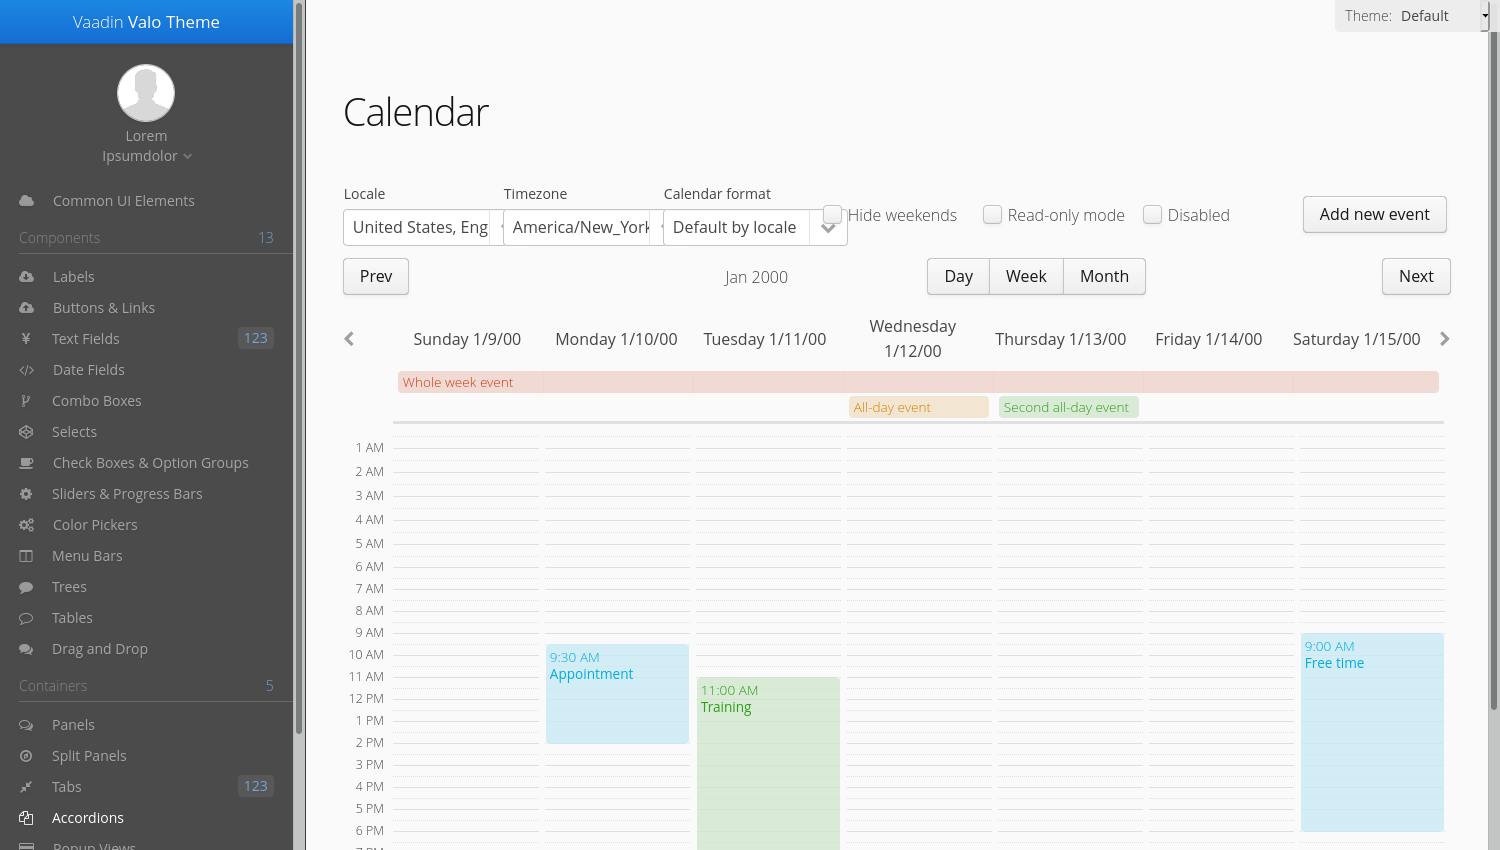 Vaadin Valo Theme
Lorem
Ipsumdolor
Common UI Elements
Components 13
Labels
Buttons & Links
Text Fields 123
Date Fields
Combo Boxes
Selects
Check Boxes & Option Groups
Sliders & Progress Bars
Color Pickers
Menu Bars
Trees
Tables
Drag and Drop
Containers 5
Panels
Split Panels
Tabs 123
Accordions
Popup Views
Theme: Default
Calendar
Locale Timezone Calendar format
United States, Eng America/New_York Default by locale Hide weekends Read-only mode Disabled Add new event
Prev Jan 2000 Day Week Month Next
Sunday 1/9/00 Monday 1/10/00 Tuesday 1/11/00 Wednesday 1/12/00 Thursday 1/13/00 Friday 1/14/00 Saturday 1/15/00
Whole week event
All-day event Second all-day event
1 AM
2 AM
3 AM
4 AM
5 AM
6 AM
7 AM
8 AM
9 AM
10 AM
11 AM
12 PM
1 PM
2 PM
3 PM
4 PM
5 PM
6 PM
9:30 AM
Appointment
11:00 AM
Training
9:00 AM
Free time